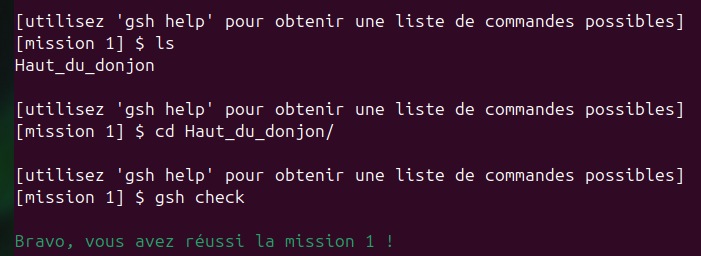 [utilisez 'gsh help' pour obtenir une liste de commandes possibles]
[mission 1] $ ls
Haut_du_donjon
[utilisez 'gsh help' pour obtenir une liste de commandes possibles]
[mission 1] $ cd Haut_du_donjon/
[utilisez 'gsh help' pour obtenir une liste de commandes possibles]
[mission 1] $ gsh check
Bravo, vous avez réussi la mission 1 !